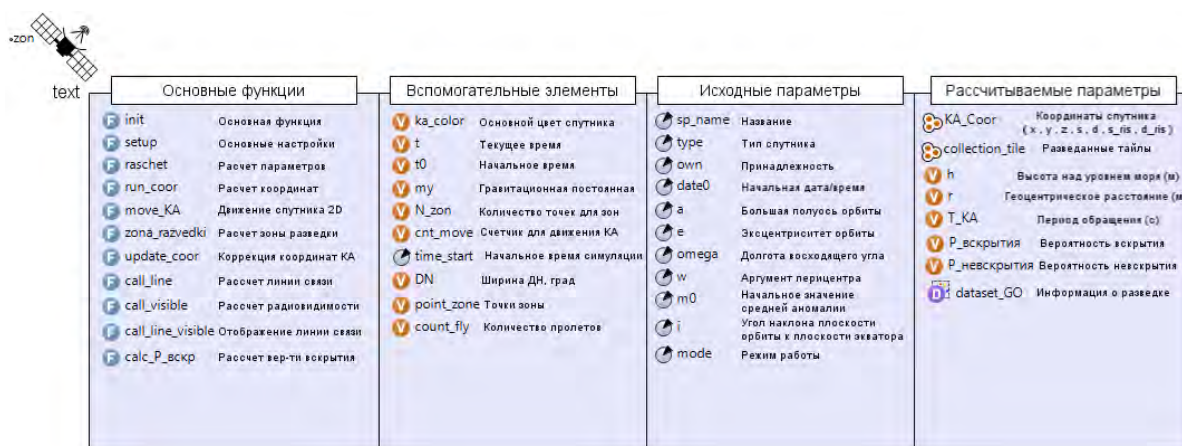 zon
text
Основные функции
init Основная функция
setup Основные настройки
raschet Расчет параметров
run_coor Расчет координат
move_KA Движение спутника 2D
zona_razvedki Расчет зоны разведки
update_coor Коррекция координат КА
call_line Рассчет линии связи
call_visible Рассчет радиовидимости
call_line_visible Отображение линии связи
calc_P_вскр Рассчет вер-ти вскрытия
Вспомогательные элементы
ka_color Основной цвет спутника
t Текущее время
t0 Начальное время
my Гравитационная постоянная
N_zon Количество точек для зон
cnt_move Счетчик для движения КА
time_start Начальное время симуляции
DN Ширина ДН, град
point_zone Точки зоны
count_fly Количество пролетов
Исходные параметры
sp_name Название
type Тип спутника
own Принадлежность
date0 Начальная дата/время
a Большая полуось орбиты
e Эксцентриситет орбиты
omega Долгота восходящего угла
w Аргумент перицентра
m0 Начальное значение
средней аномалии
i Угол наклона плоскости
орбиты к плоскости экватора
mode Режим работы
Рассчитываемые параметры
KA_Coor Координаты спутника
( x , y , z , s , d , s_ris , d_ris )
collection_tile Разведанные тайлы
h Высота над уровнем моря (м)
r Геоцентрическое расстояние (м
T_KA Период обращения (с)
P_вскрытия Вероятность вскрытия
P_невскрытия Вероятность невскрытия
D dataset_GO Информация о разведке